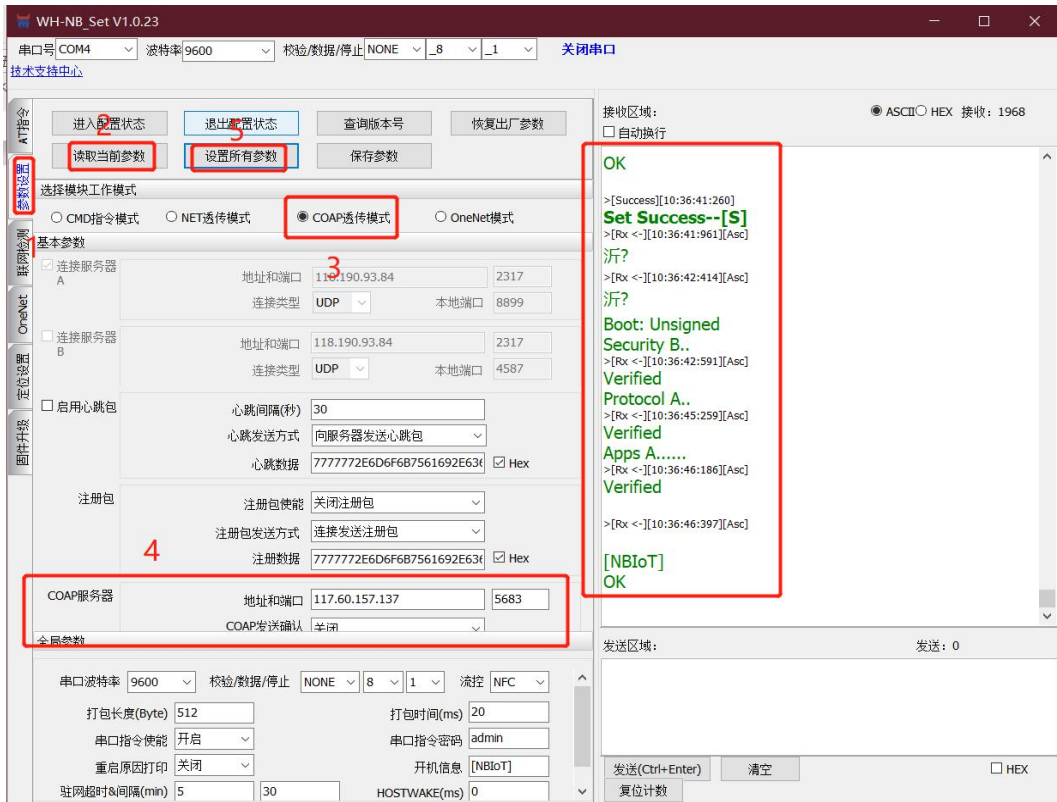 WH-NB_Set V1.0.23
串口号 COM4 波特率 9600 校验/数据/停止 NONE _8 _1 关闭串口
技术支持中心
AT指令
参数设置
联网检测
OneNet
定位设置
固件升级
进入配置状态 退出配置状态 查询版本号 恢复出厂参数
2 5
读取当前参数 设置所有参数 保存参数
选择模块工作模式
CMD指令模式 NET透传模式 COAP透传模式 OneNet模式
1
基本参数
3
连接服务器
A
地址和端口 118.190.93.84 2317
连接类型 UDP 本地端口 8899
连接服务器
B
地址和端口 118.190.93.84 2317
连接类型 UDP 本地端口 4587
启用心跳包 心跳间隔(秒) 30
心跳发送方式 向服务器发送心跳包
心跳数据 7777772E6D6F6B7561692E636 Hex
注册包 注册包使能 关闭注册包
注册包发送方式 连接发送注册包
4
注册数据 7777772E6D6F6B7561692E636 Hex
COAP服务器 地址和端口 117.60.157.137 5683
COAP发送确认 关闭
全局参数
串口波特率 9600 校验/数据/停止 NONE 8 1 流控 NFC
打包长度(Byte) 512 打包时间(ms) 20
串口指令使能 开启 串口指令密码 admin
重启原因打印 关闭 开机信息 [NBIoT]
驻网超时&间隔(min) 5 30 HOSTWAKE(ms) 0
接收区域： ASCII HEX 接收：1968
自动换行
OK
>[Success][10:36:41:260]
Set Success--[S]
>[Rx <-][10:36:41:961][Asc]
沂?
>[Rx <-][10:36:42:414][Asc]
沂?
Boot: Unsigned
Security B..
>[Rx <-][10:36:42:591][Asc]
Verified
Protocol A..
>[Rx <-][10:36:45:259][Asc]
Verified
Apps A......
>[Rx <-][10:36:46:186][Asc]
Verified
>[Rx <-][10:36:46:397][Asc]
[NBIoT]
OK
发送区域： 发送：0
发送(Ctrl+Enter) 清空 HEX
复位计数